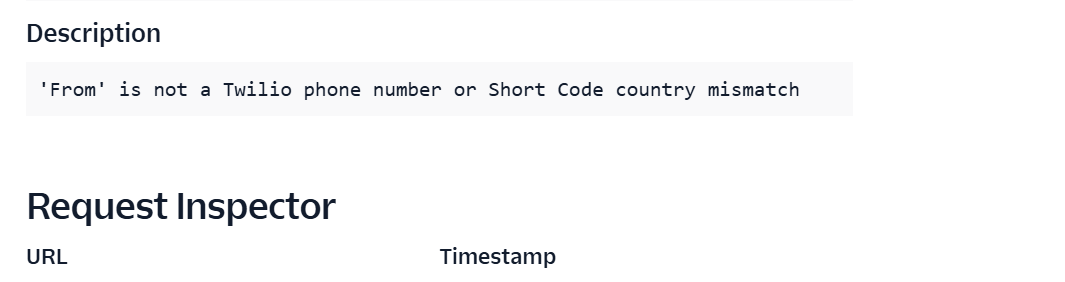 Description
'From' is not a Twilio phone number or Short Code country mismatch
Request Inspector
URL Timestamp